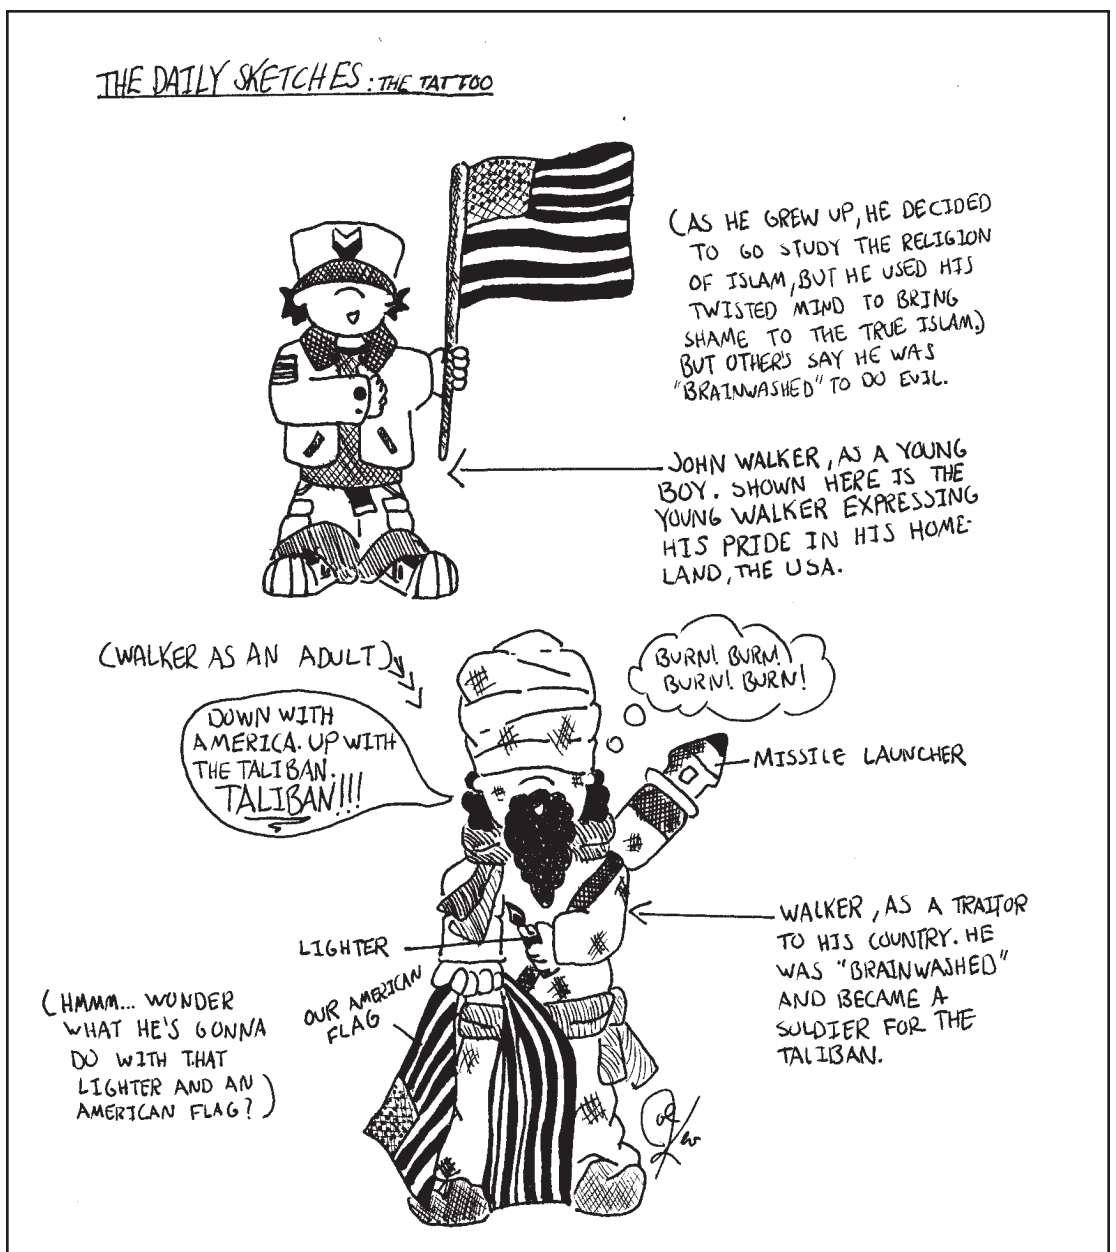 THE DAILY SKETCHES: THE TATTOO
(AS HE GREW UP, HE DECIDED
TO GO STUDY THE RELIGION
OF ISLAM, BUT HE USED HIS
TWISTED MIND TO BRING
SHAME TO THE TRUE ISLAM.)
BUT OTHER'S SAY HE WAS
"BRAINWASHED" TO DO EVIL.
JOHN WALKER, AS A YOUNG
BOY. SHOWN HERE IS THE
YOUNG WALKER EXPRESSING
HIS PRIDE IN HIS HOME-
LAND, THE USA.
(WALKER AS AN ADULT)
BURN! BURN!
BURN! BURN!
DOWN WITH
AMERICA. UP WITH
THE TALIBAN.
TALIBAN!!!
MISSILE LAUNCHER
WALKER, AS A TRAITOR
TO HIS COUNTRY. HE
WAS "BRAINWASHED"
AND BECAME A
SOLDIER FOR THE
TALIBAN.
LIGHTER
OUR AMERICAN
FLAG
(HMMM... WONDER
WHAT HE'S GONNA
DO WITH THAT
LIGHTER AND AN
AMERICAN FLAG?)